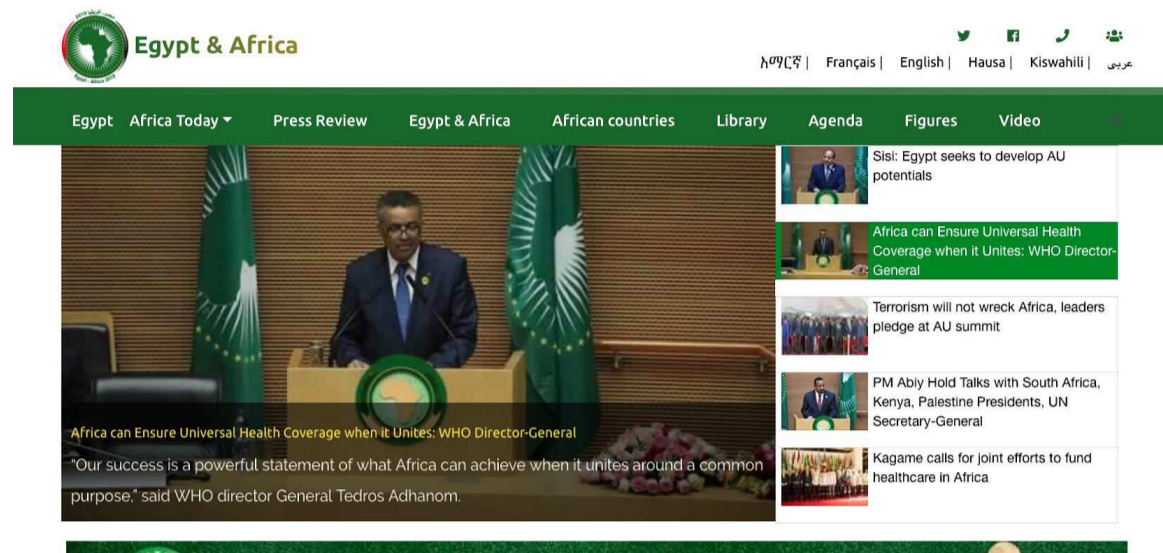 Egypt & Africa
አማርኛ | Français | English | Hausa | Kiswahili | عربى
Egypt Africa Today Press Review Egypt & Africa African countries Library Agenda Figures Video
Africa can Ensure Universal Health Coverage when it Unites: WHO Director-General
“Our success is a powerful statement of what Africa can achieve when it unites around a common
purpose,” said WHO director General Tedros Adhanom.
Sisi: Egypt seeks to develop AU
potentials
Africa can Ensure Universal Health
Coverage when it Unites: WHO Director-
General
Terrorism will not wreck Africa, leaders
pledge at AU summit
PM Abiy Hold Talks with South Africa,
Kenya, Palestine Presidents, UN
Secretary-General
Kagame calls for joint efforts to fund
healthcare in Africa